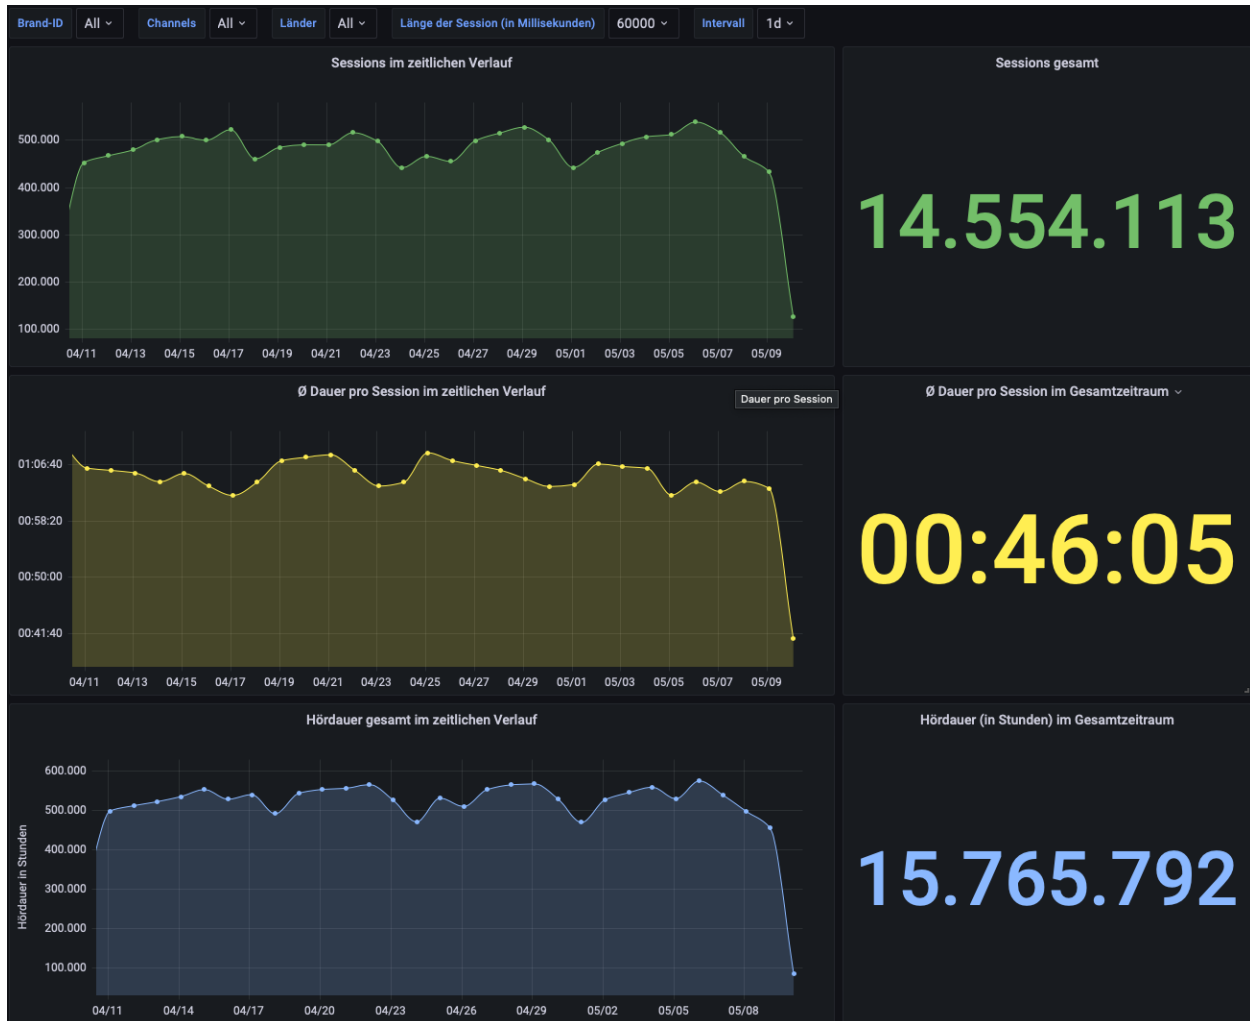 Brand-ID All Channels All Länder All Länge der Session (in Millisekunden) 60000 Intervall 1d
Sessions im zeitlichen Verlauf
500.000
400.000
300.000
200.000
100.000
04/11 04/13 04/15 04/17 04/19 04/21 04/23 04/25 04/27 04/29 05/01 05/03 05/05 05/07 05/09
Sessions gesamt
14.554.113
Ø Dauer pro Session im zeitlichen Verlauf
Dauer pro Session
01:06:40
00:58:20
00:50:00
00:41:40
04/11 04/13 04/15 04/17 04/19 04/21 04/23 04/25 04/27 04/29 05/01 05/03 05/05 05/07 05/09
Ø Dauer pro Session im Gesamtzeitraum
00:46:05
Hördauer gesamt im zeitlichen Verlauf
Hördauer in Stunden
600.000
500.000
400.000
300.000
200.000
100.000
04/11 04/14 04/17 04/20 04/23 04/26 04/29 05/02 05/05 05/08
Hördauer (in Stunden) im Gesamtzeitraum
15.765.792